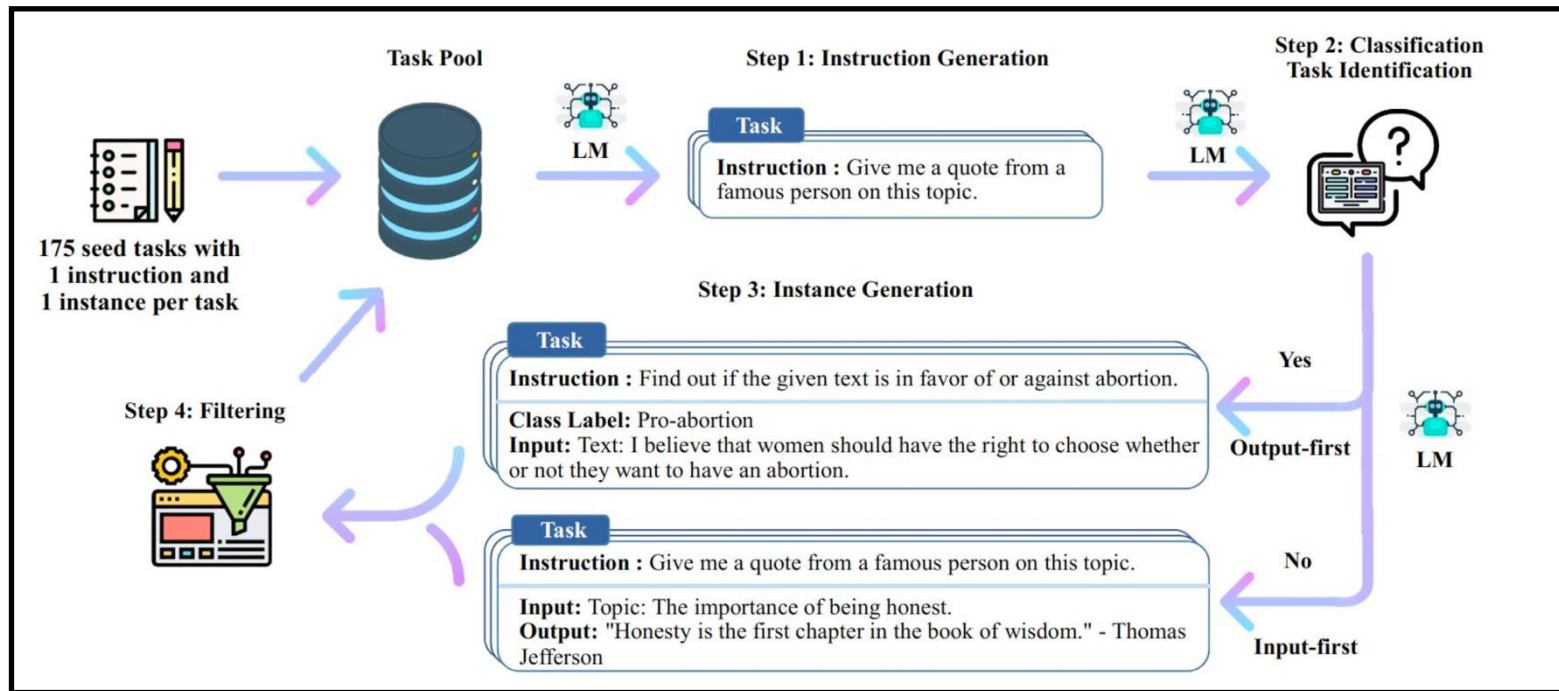 Task Pool
Step 1: Instruction Generation
Step 2: Classification
Task Identification
LM
LM
Task
Instruction : Give me a quote from a
famous person on this topic.
175 seed tasks with
1 instruction and
1 instance per task
Step 3: Instance Generation
Task
Instruction : Find out if the given text is in favor of or against abortion.
Class Label: Pro-abortion
Input: Text: I believe that women should have the right to choose whether
or not they want to have an abortion.
Yes
Output-first
LM
Step 4: Filtering
Task
Instruction : Give me a quote from a famous person on this topic.
Input: Topic: The importance of being honest.
Output: "Honesty is the first chapter in the book of wisdom." - Thomas
Jefferson
No
Input-first